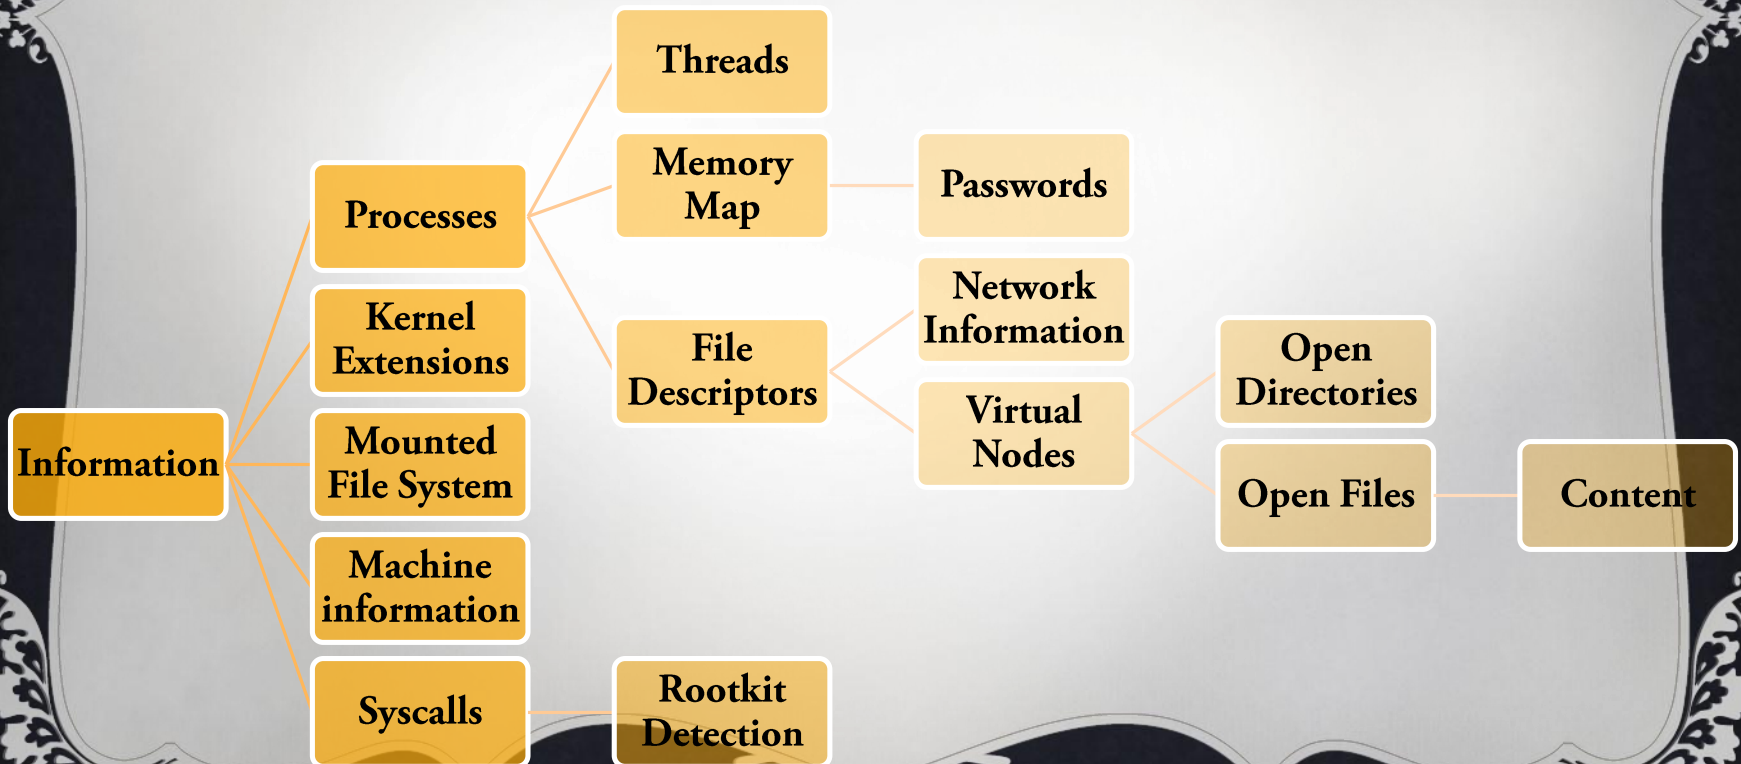 Threads
Memory
Map
Passwords
Processes
Network
Information
Kernel
Extensions
File
Descriptors
Open
Directories
Virtual
Nodes
Information
Mounted
File System
Open Files
Content
Machine
information
Syscalls
Rootkit
Detection